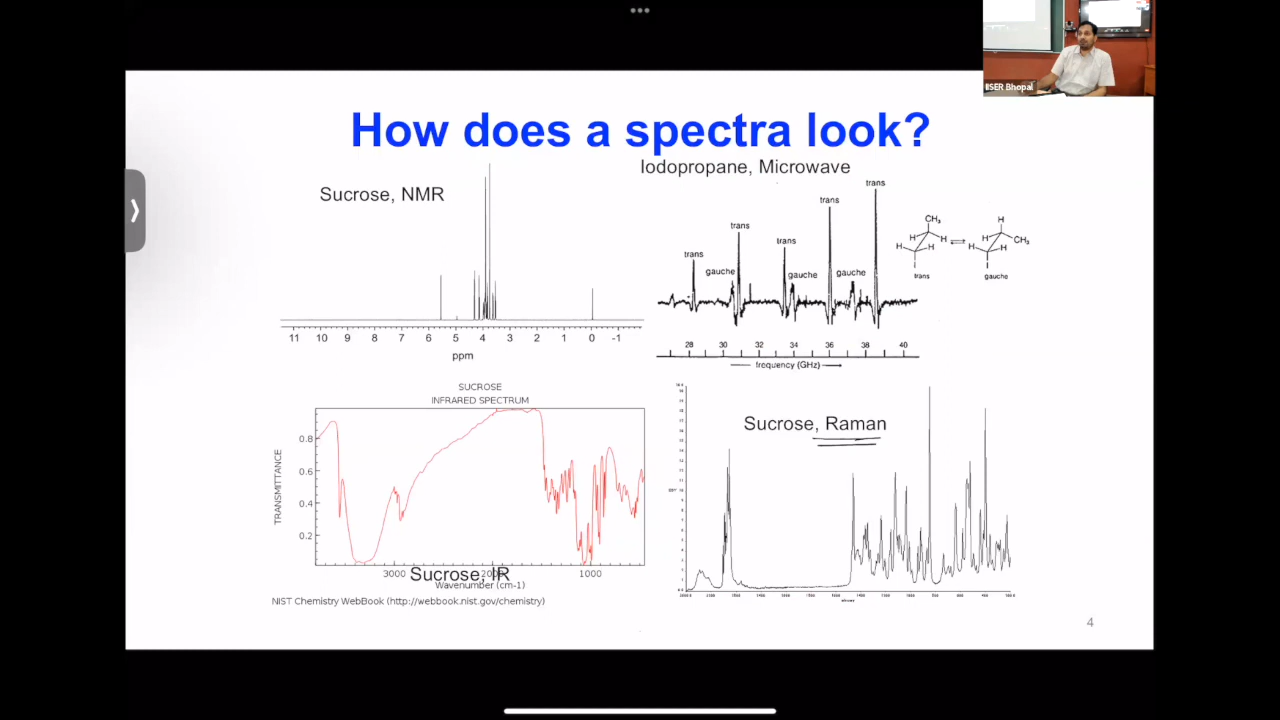 IISER Bhopal
How does a spectra look?
Sucrose, NMR
11 10 9 8 7 6 5 4 3 2 1 0 -1
ppm
Iodopropane, Microwave
trans
trans
trans
trans
trans
gauche
gauche
gauche
28 30 32 34 36 38 40
frequency (GHz)
CH₃
H
H
H
H
I
trans
H
H
CH₃
H
H
I
gauche
SUCROSE
INFRARED SPECTRUM
TRANSMITTANCE
0.8
0.6
0.4
0.2
3000 2000 1000
Sucrose, IR
Wavenumber (cm-1)
NIST Chemistry WebBook (http://webbook.nist.gov/chemistry)
Sucrose, Raman
4